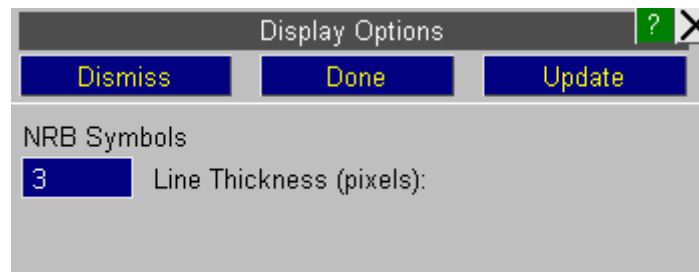 Display Options ?
Dismiss Done Update
NRB Symbols
3 Line Thickness (pixels):